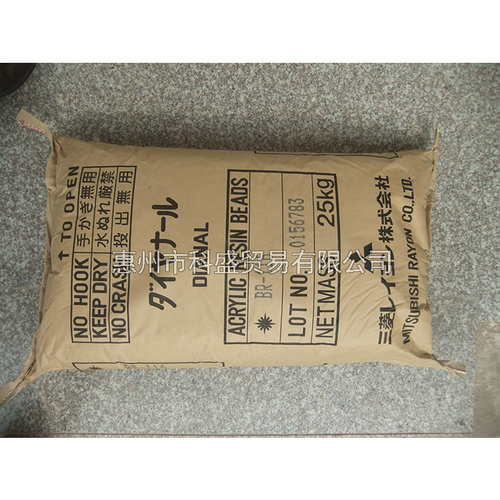 ↑ TO OPEN
NO HOOK 手かぎ無用
KEEP DRY 水ぬれ厳禁
NO CRASH 投出無用
ダイヤナール
DIANAL
ACRYLIC RESIN BEADS
BR-
LOT NO. 0156783
NET MASS 25kg
三菱レイヨン株式会社
MITSUBISHI RAYON CO.,LTD.
惠州市科盛贸易有限公司